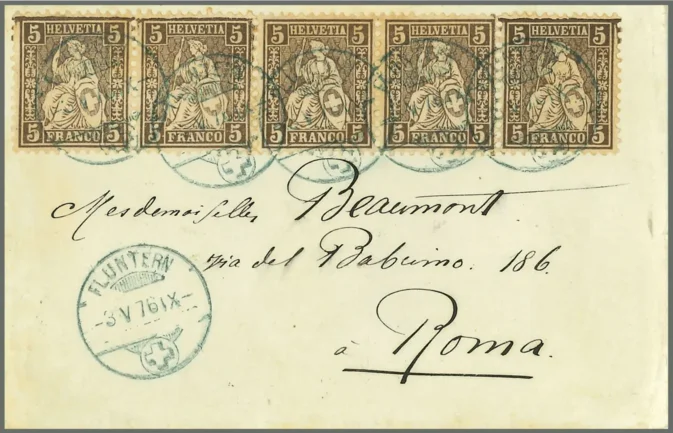 HELVETIA HELVETIA HELVETIA HELVETIA HELVETIA
5 5 5 5 5 5 5 5 5 5
5 FRANCO 5 5 FRANCO 5 5 FRANCO 5 5 FRANCO 5 5 FRANCO 5
Mesdemoiselles Beaumont.
via del Babuino. 186.
à Roma.
FLUNTERN
-3 V 76 IX-